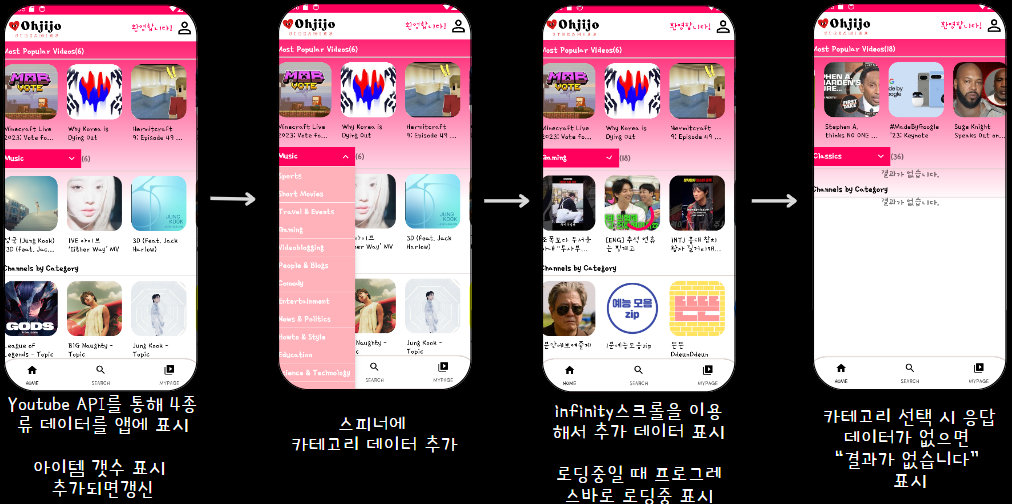 Ohjijo
환영합니다!
Most Popular Videos(6)
MOB
VOTE
Minecraft Live
2023: Vote fo...
Why Korea is
Dying Out
Hermitcraft
9: Episode 49 ...
Music
(6)
JUNG
KOOK
3D (feat. Jac...
IVE 아이브
'Either Way' MV
3D (feat. Jack
Harlow)
Channels by Category
GODS
League of
Legends - Topic
BIG Naughty -
Topic
Jung Kook -
Topic
HOME
SEARCH
MYPAGE
Youtube API를 통해 4종
류 데이터를 앱에 표시
아이템 갯수 표시
추가되면갱신
Ohjijo
환영합니다!
Most Popular Videos(6)
MOB
VOTE
Minecraft Live
2023: Vote fo...
Why Korea is
Dying Out
Hermitcraft
9: Episode 49 ...
Music
(6)
Sports
Short Movies
Travel & Events
Gaming
Videoblogging
People & Blogs
Comedy
Entertainment
News & Politics
Howto & Style
Education
Science & Technology
JUNG
KOOK
3D (feat. Jack
Harlow)
BIG Naughty -
Topic
Jung Kook -
Topic
SEARCH
MYPAGE
스피너에
카테고리 데이터 추가
Ohjijo
환영합니다!
Most Popular Videos(6)
MOB
VOTE
Minecraft Live
2023: Vote fo...
Why Korea is
Dying Out
Hermitcraft
9: Episode 49 ...
Gaming
(18)
Channels by Category
예능 모음
zip
DdeunDdeun
HOME
SEARCH
MYPAGE
infinity스크롤을 이용
해서 추가 데이터 표시
로딩중일 때 프로그레
스바로 로딩중 표시
Ohjijo
환영합니다!
Most Popular Videos(18)
Stephen A.
thinks NO ONE ...
#MadeByGoogle
'23: Keynote
Suge Knight
Speaks Out on...
Classics
(36)
결과가 없습니다.
Channels by Category
결과가 없습니다.
HOME
SEARCH
MYPAGE
카테고리 선택 시 응답
데이터가 없으면
“결과가 없습니다”
표시